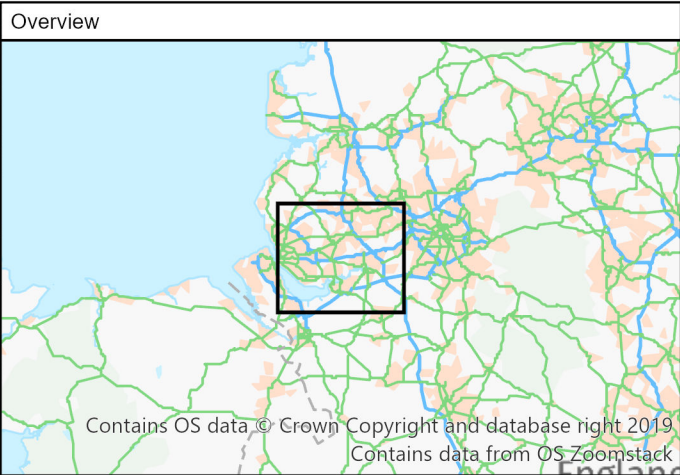 Overview
Contains OS data © Crown Copyright and database right 2019
Contains data from OS Zoomstack